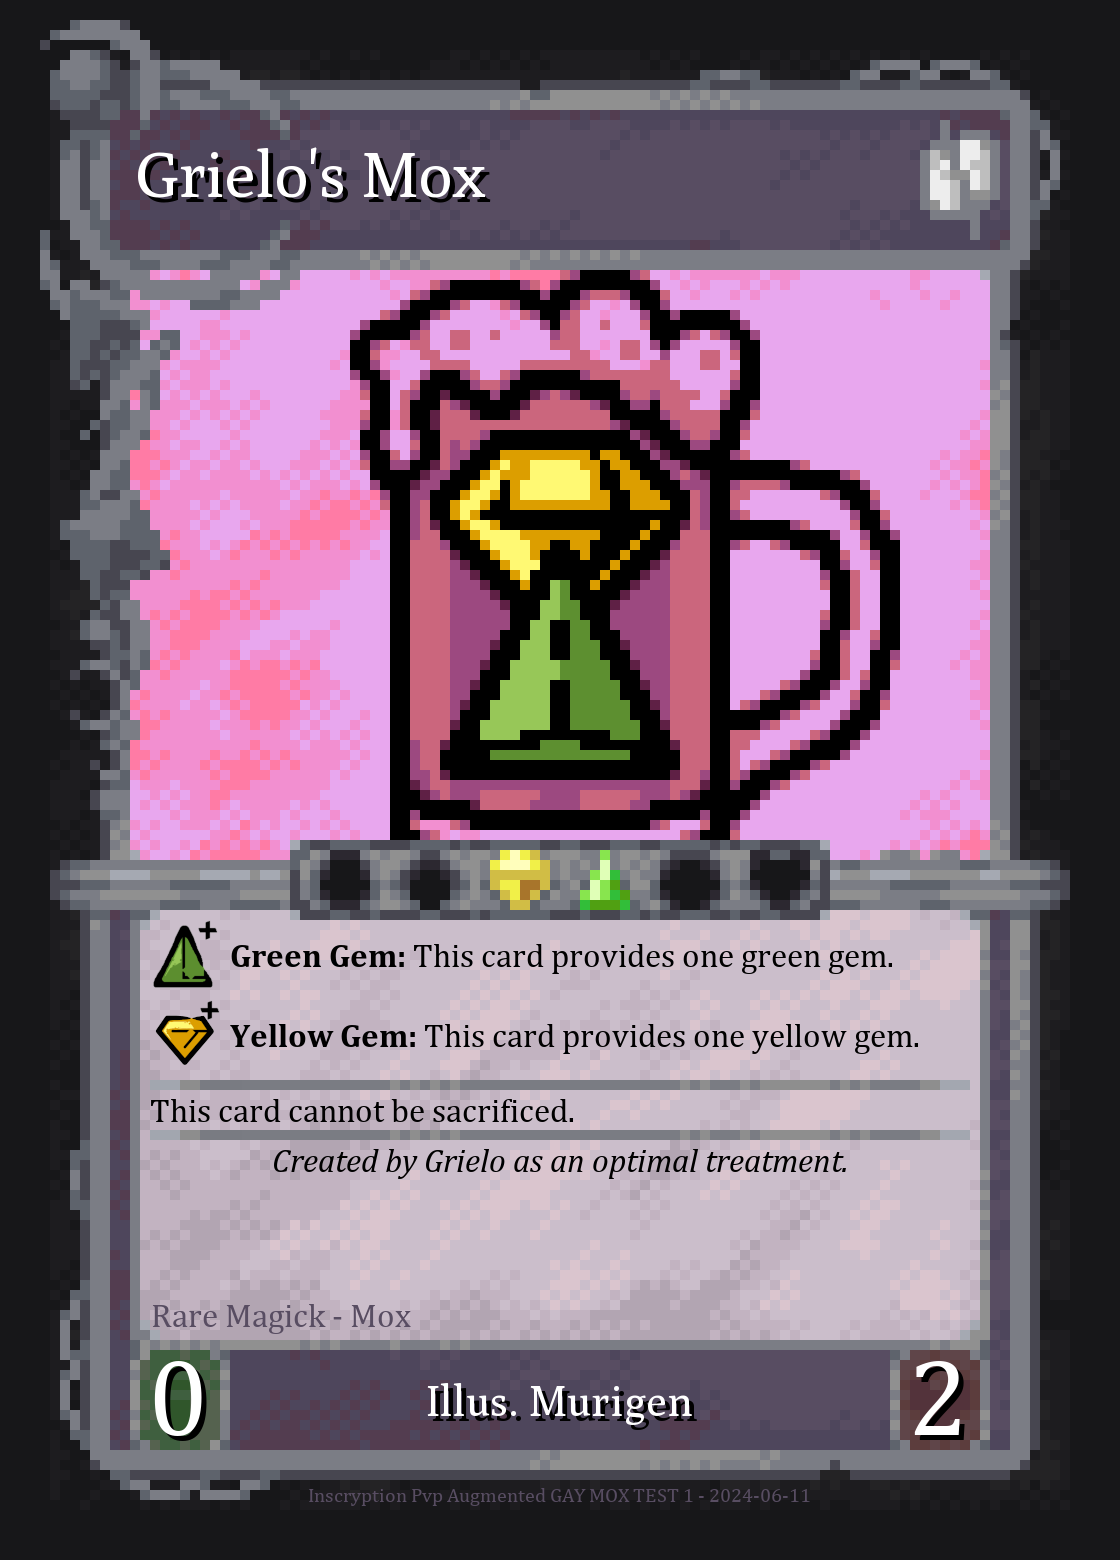 Grielo's Mox
Green Gem: This card provides one green gem.
Yellow Gem: This card provides one yellow gem.
This card cannot be sacrificed.
Created by Grielo as an optimal treatment.
Rare Magick - Mox
0
Illus. Murigen
2
Inscryption Pvp Augmented GAY MOX TEST 1 - 2024-06-11